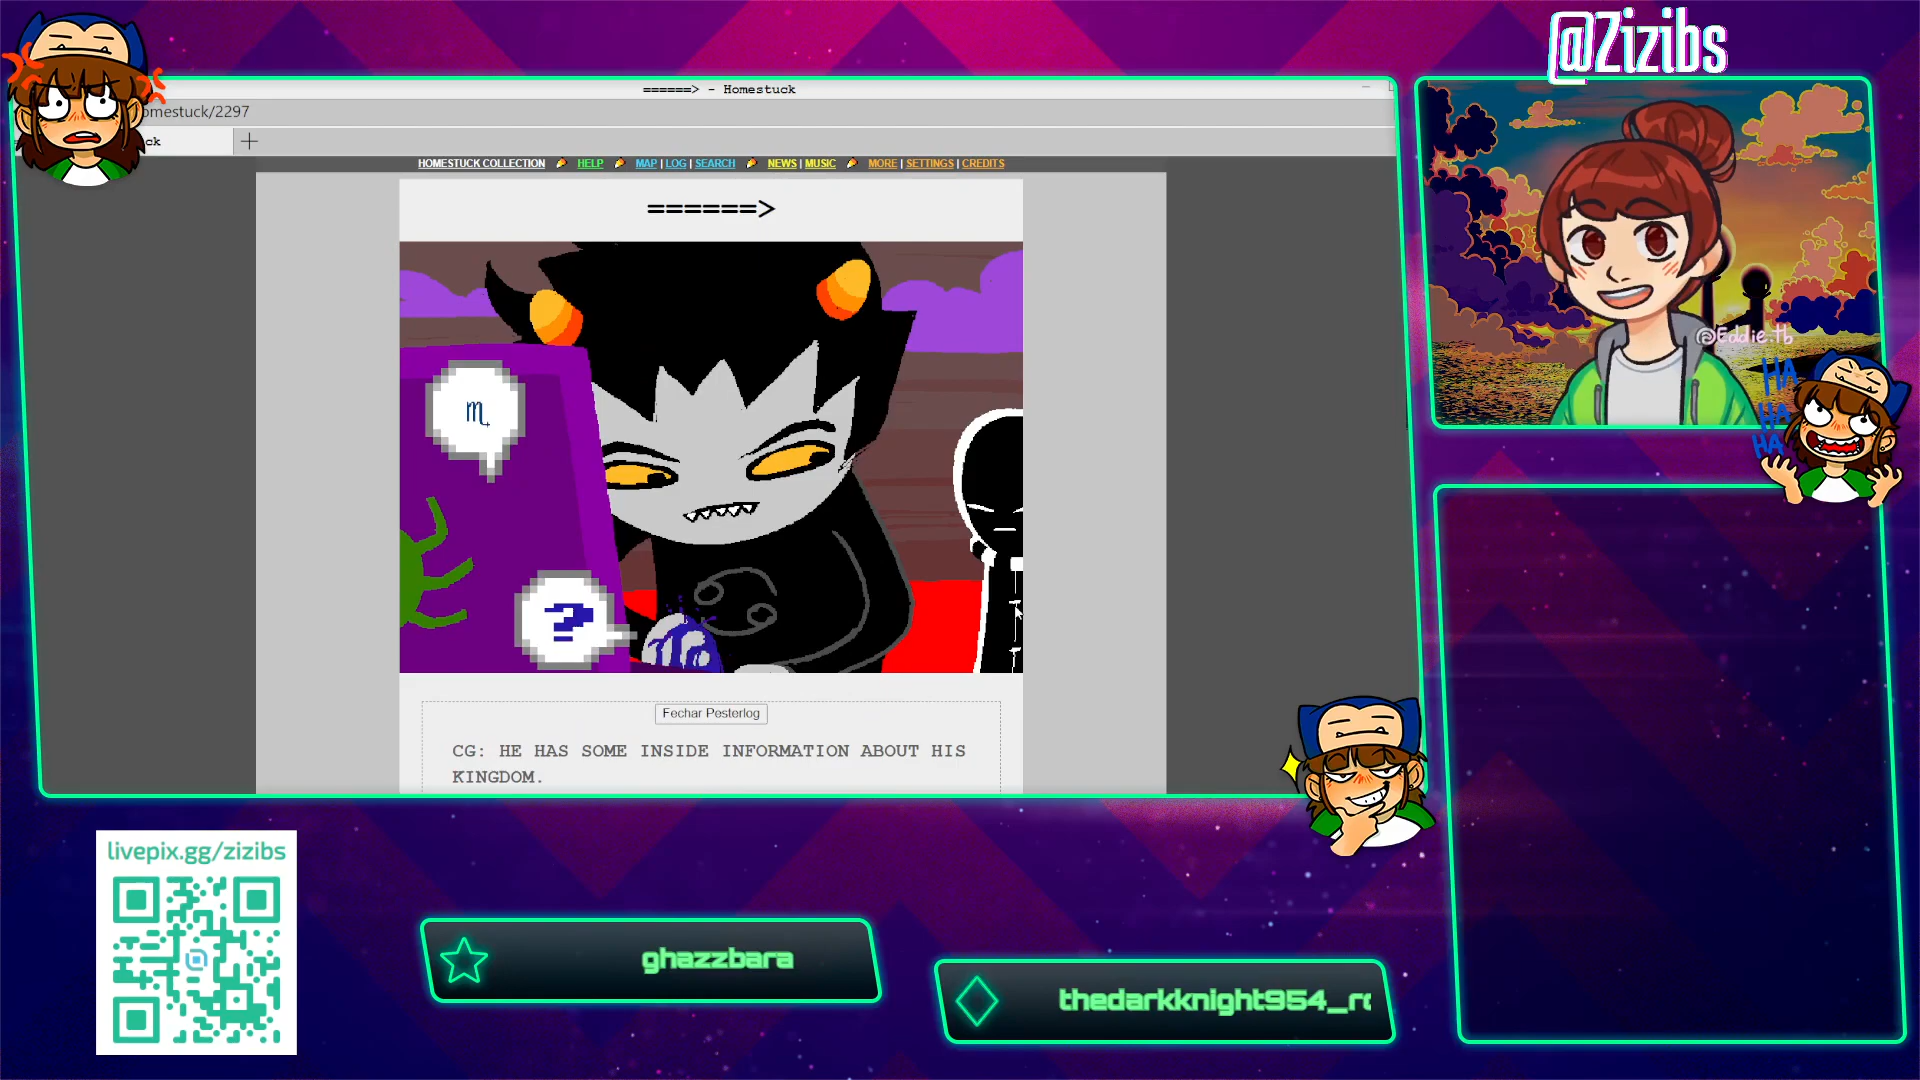 @Zizibs
======> - Homestuck
omestuck/2297
ck
HOMESTUCK COLLECTION HELP MAP | LOG | SEARCH NEWS | MUSIC MORE | SETTINGS | CREDITS
======>
♏
?
Fechar Pesterlog
CG: HE HAS SOME INSIDE INFORMATION ABOUT HIS
KINGDOM.
@Eddie.tb
HA
HA
HA
livepix.gg/zizibs
ghazzbara
thedarkknight954_ro